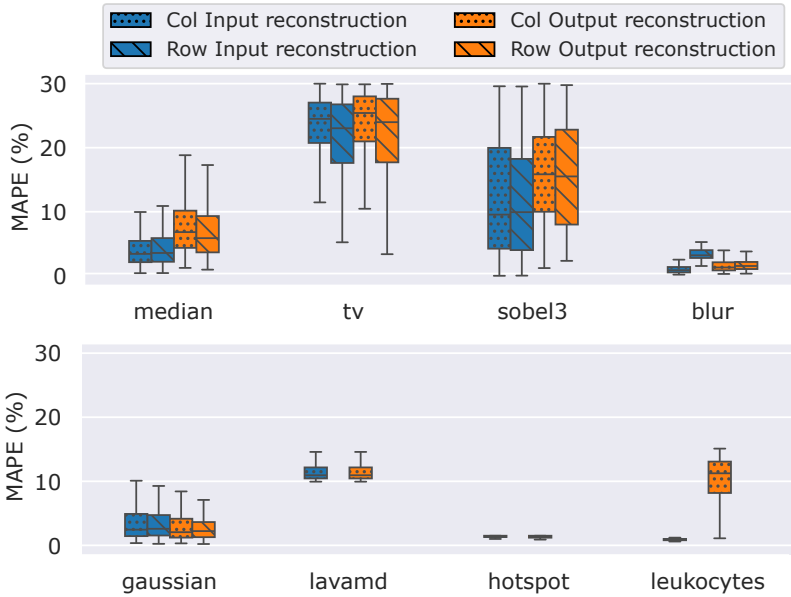 Col Input reconstruction
Row Input reconstruction
Col Output reconstruction
Row Output reconstruction
MAPE (%)
30
20
10
0
median tv sobel3 blur
MAPE (%)
30
20
10
0
gaussian lavamd hotspot leukocytes